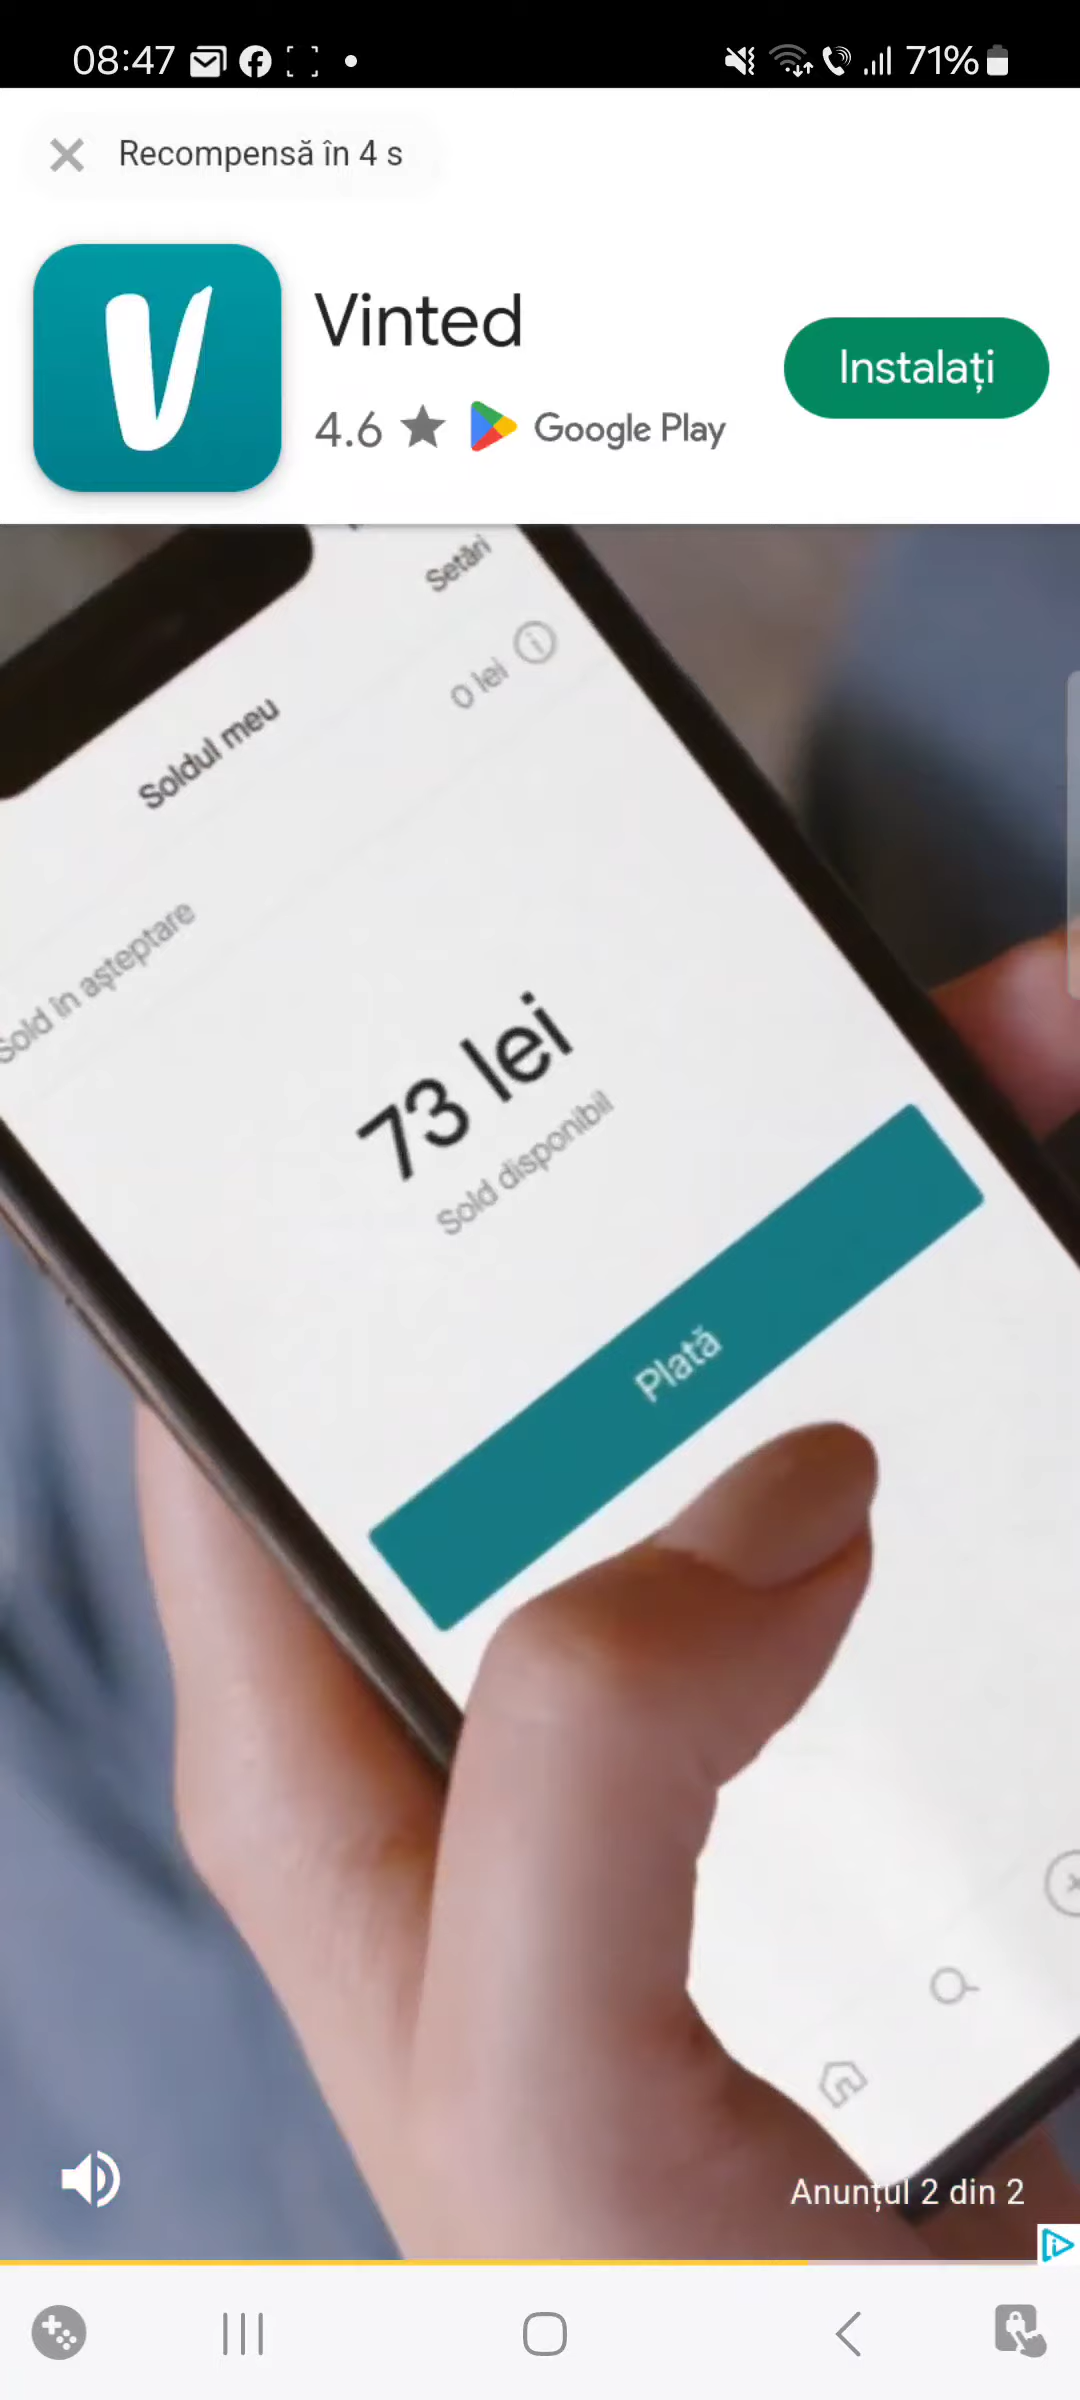 08:47
71%
Recompensă în 4 s
Vinted
4.6 ★ Google Play
Instalați
Setări
0 lei
Soldul meu
Sold în așteptare
73 lei
Sold disponibil
Plată
Anunțul 2 din 2